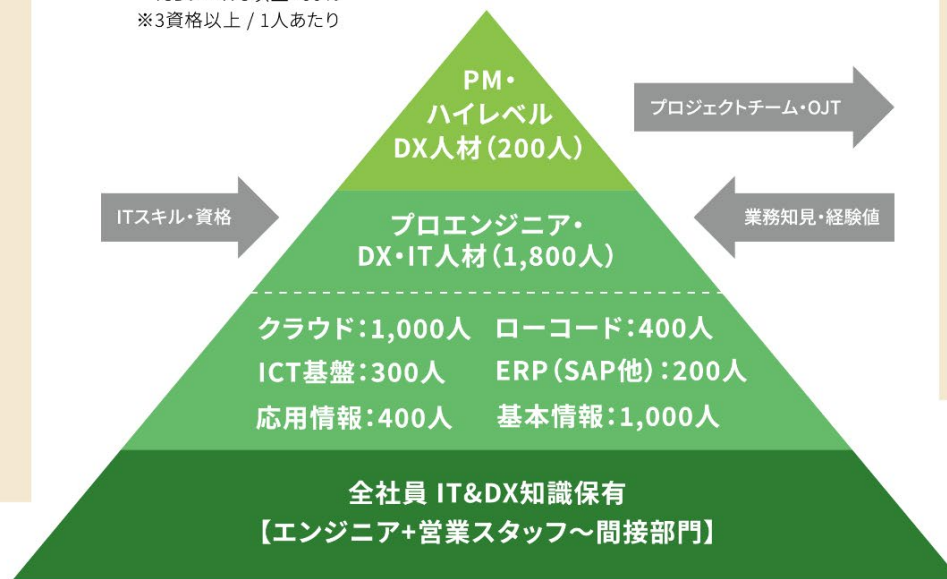 ※3資格以上 / 1人あたり
PM・
ハイレベル
DX人材(200人)
プロジェクトチーム・OJT
ITスキル・資格
業務知見・経験値
プロエンジニア・
DX・IT人材(1,800人)
クラウド：1,000人 ローコード：400人
ICT基盤：300人 ERP(SAP他)：200人
応用情報：400人 基本情報：1,000人
全社員 IT&DX知識保有
【エンジニア+営業スタッフ〜間接部門】